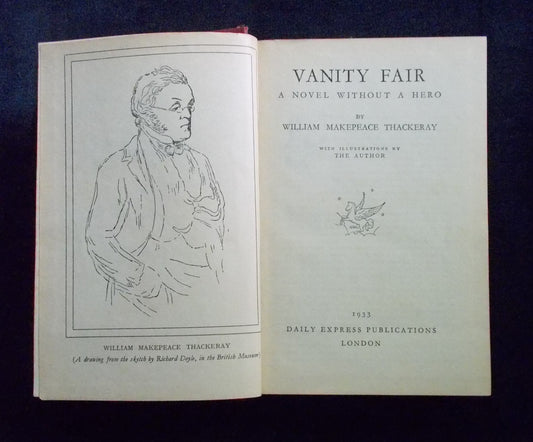 WILLIAM MAKEPEACE THACKERAY
(A drawing from the sketch by Richard Doyle, in the British Museum)
VANITY FAIR
A NOVEL WITHOUT A HERO
BY
WILLIAM MAKEPEACE THACKERAY
WITH ILLUSTRATIONS BY
THE AUTHOR
1933
DAILY EXPRESS PUBLICATIONS
LONDON